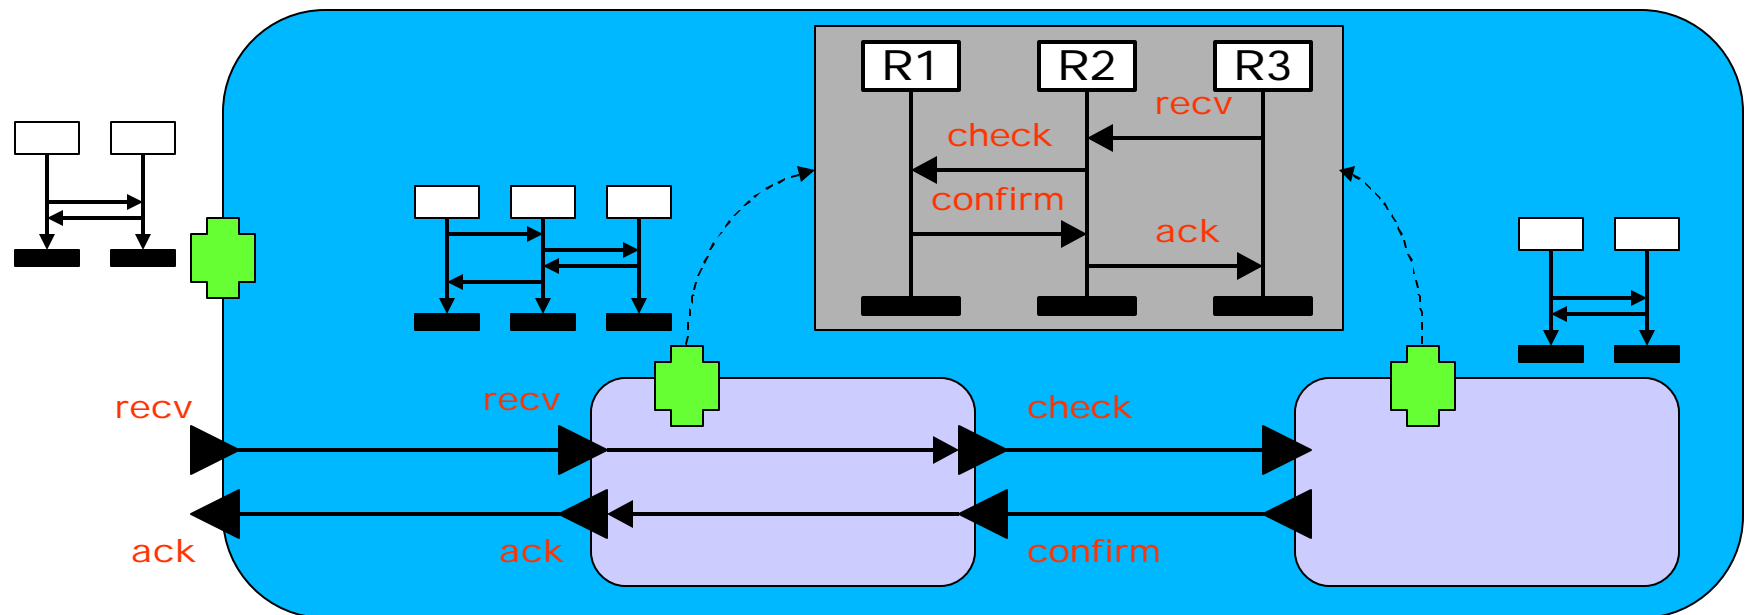 R1 R2 R3
recv
check
confirm
ack
recv
recv
check
ack
ack
confirm